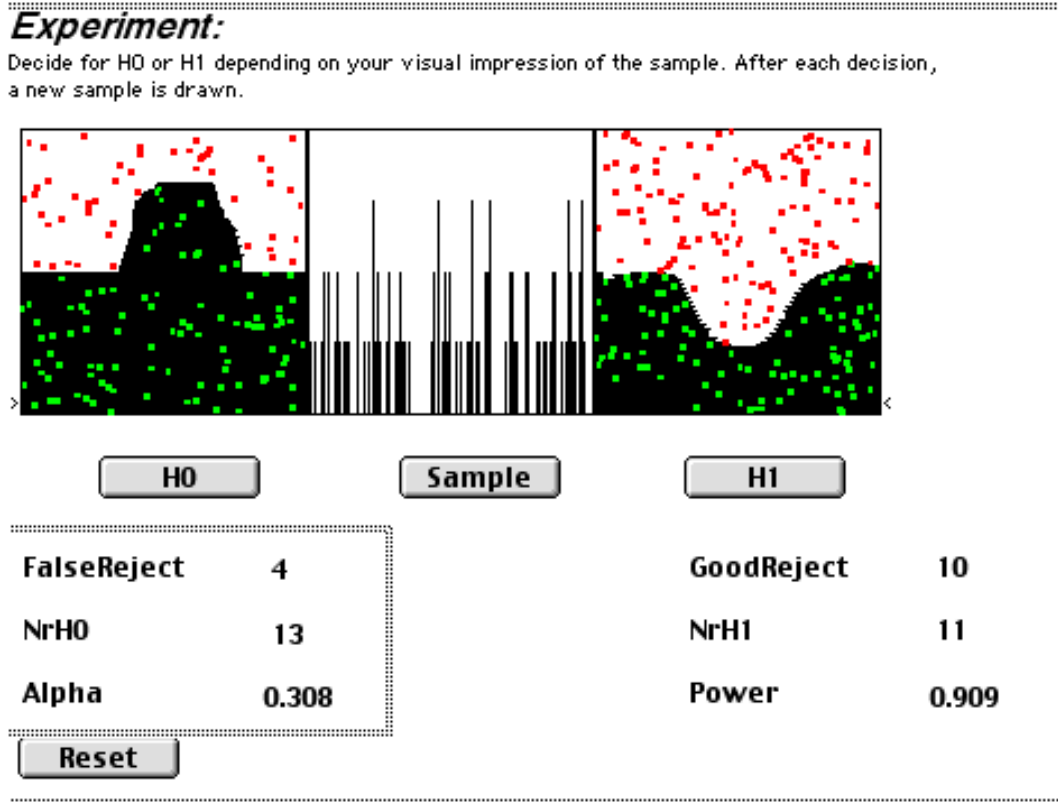 Experiment:
Decide for H0 or H1 depending on your visual impression of the sample. After each decision,
a new sample is drawn.
> <
H0 Sample H1
FalseReject 4 GoodReject 10
NrH0 13 NrH1 11
Alpha 0.308 Power 0.909
Reset